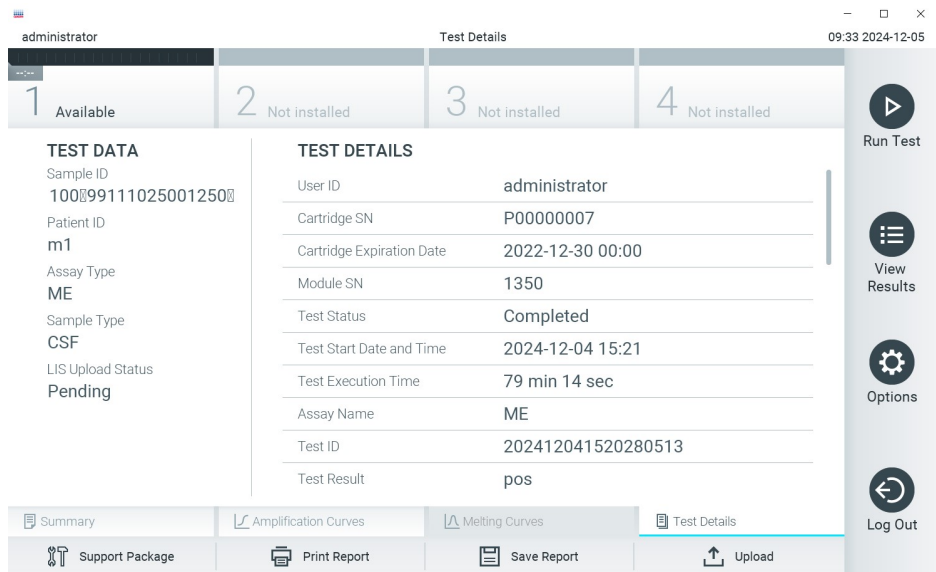 administrator
Test Details
09:33 2024-12-05
--:--
1 Available
2 Not installed
3 Not installed
4 Not installed
Run Test
View
Results
Options
Log Out
TEST DATA
Sample ID
100▯99111025001250▯
Patient ID
m1
Assay Type
ME
Sample Type
CSF
LIS Upload Status
Pending
TEST DETAILS
User ID administrator
Cartridge SN P00000007
Cartridge Expiration Date 2022-12-30 00:00
Module SN 1350
Test Status Completed
Test Start Date and Time 2024-12-04 15:21
Test Execution Time 79 min 14 sec
Assay Name ME
Test ID 202412041520280513
Test Result pos
Summary
Amplification Curves
Melting Curves
Test Details
Support Package
Print Report
Save Report
Upload